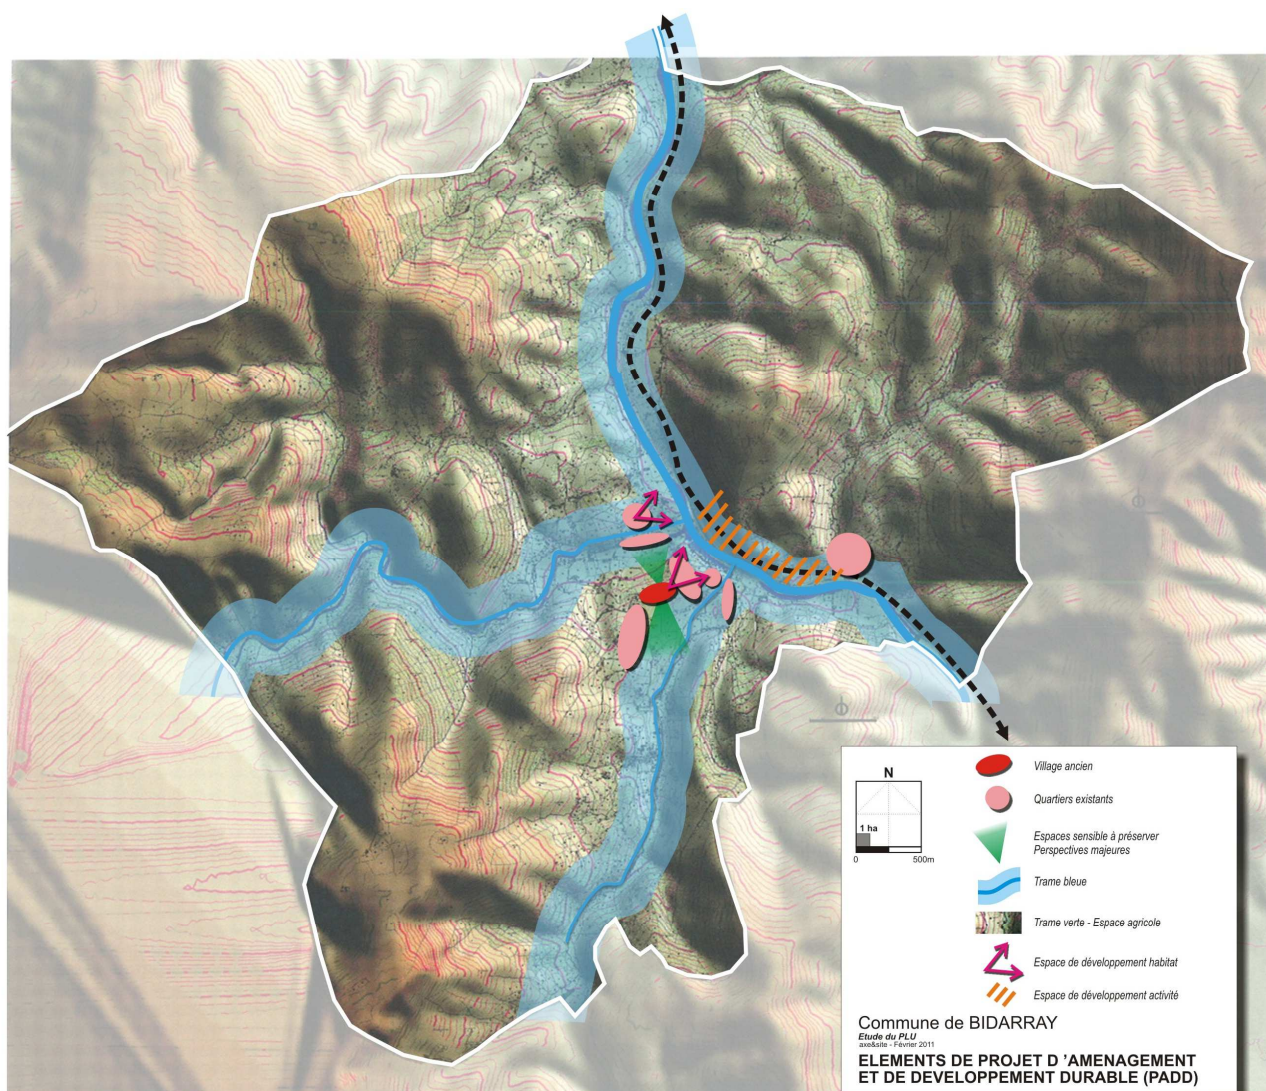 Village ancien
N
Quartiers existants
1 ha
0 500m
Espaces sensible à préserver
Perspectives majeures
Trame bleue
Trame verte - Espace agricole
Espace de développement habitat
Espace de développement activité
Commune de BIDARRAY
Etude du PLU
axe&site - Février 2011
ELEMENTS DE PROJET D 'AMENAGEMENT
ET DE DEVELOPPEMENT DURABLE (PADD)